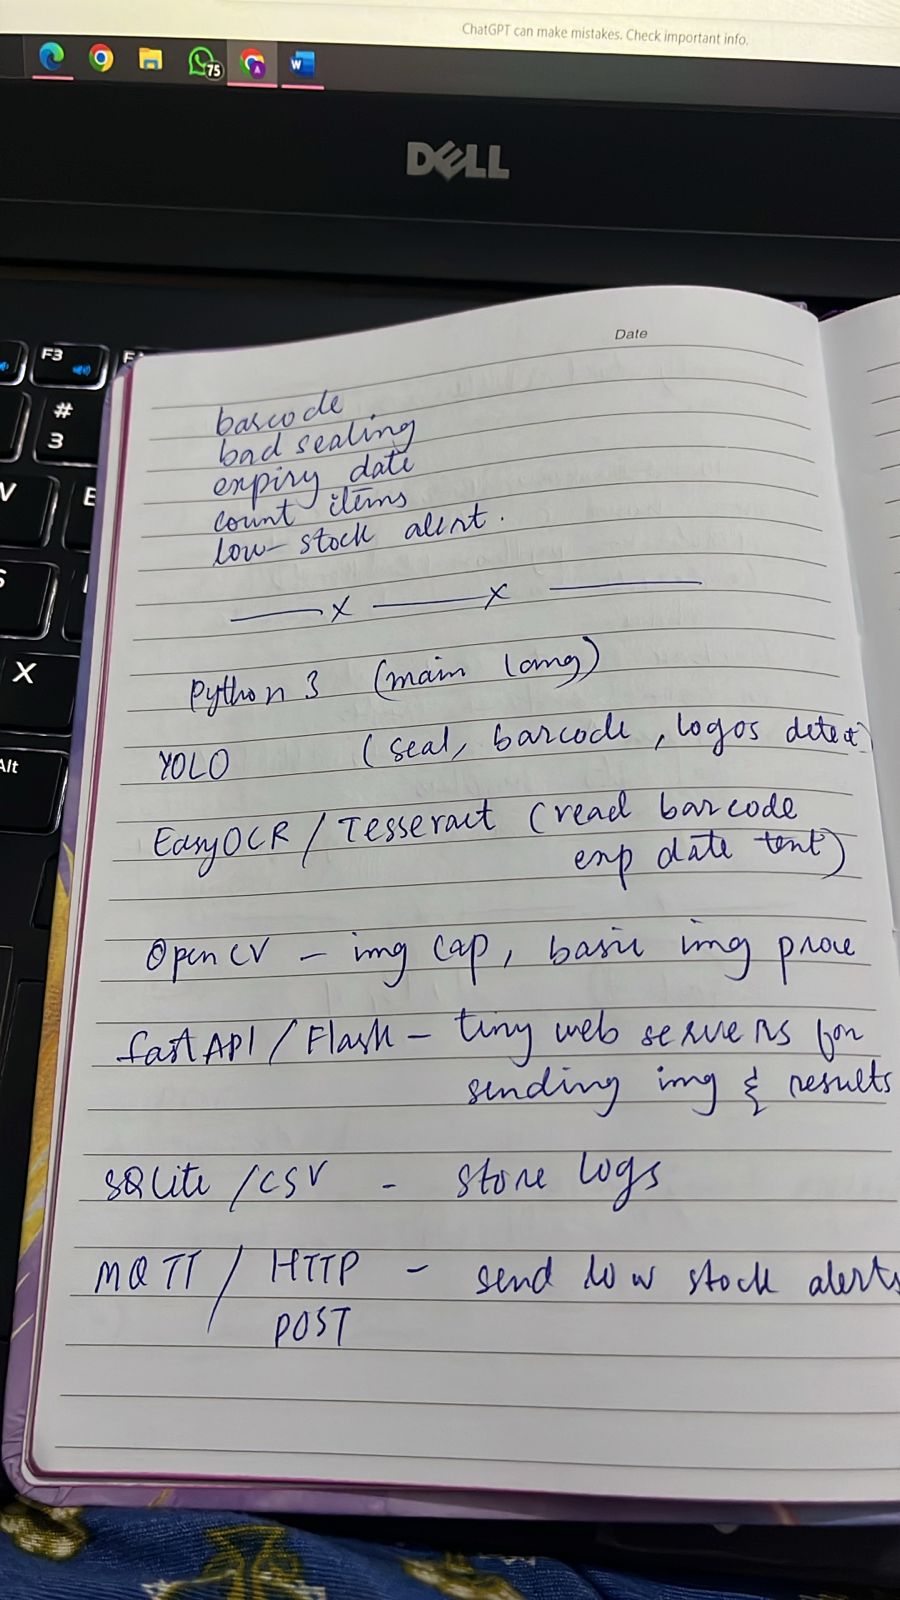 ChatGPT can make mistakes. Check important info.
75
W
DELL
F3
#
3
E
X
Alt
Date
barcode
bad sealing
expiry date
count items
low-stock alert.
x x
Python 3 (main lang)
YOLO (seal, barcode, logos detect)
EasyOCR / Tesseract (read barcode
exp date text)
OpenCV - img cap, basic img proce
fastAPI / Flask - tiny web servers for
sending img & results
SQLite / CSV - store logs
MQTT / HTTP - send low stock alerts
POST